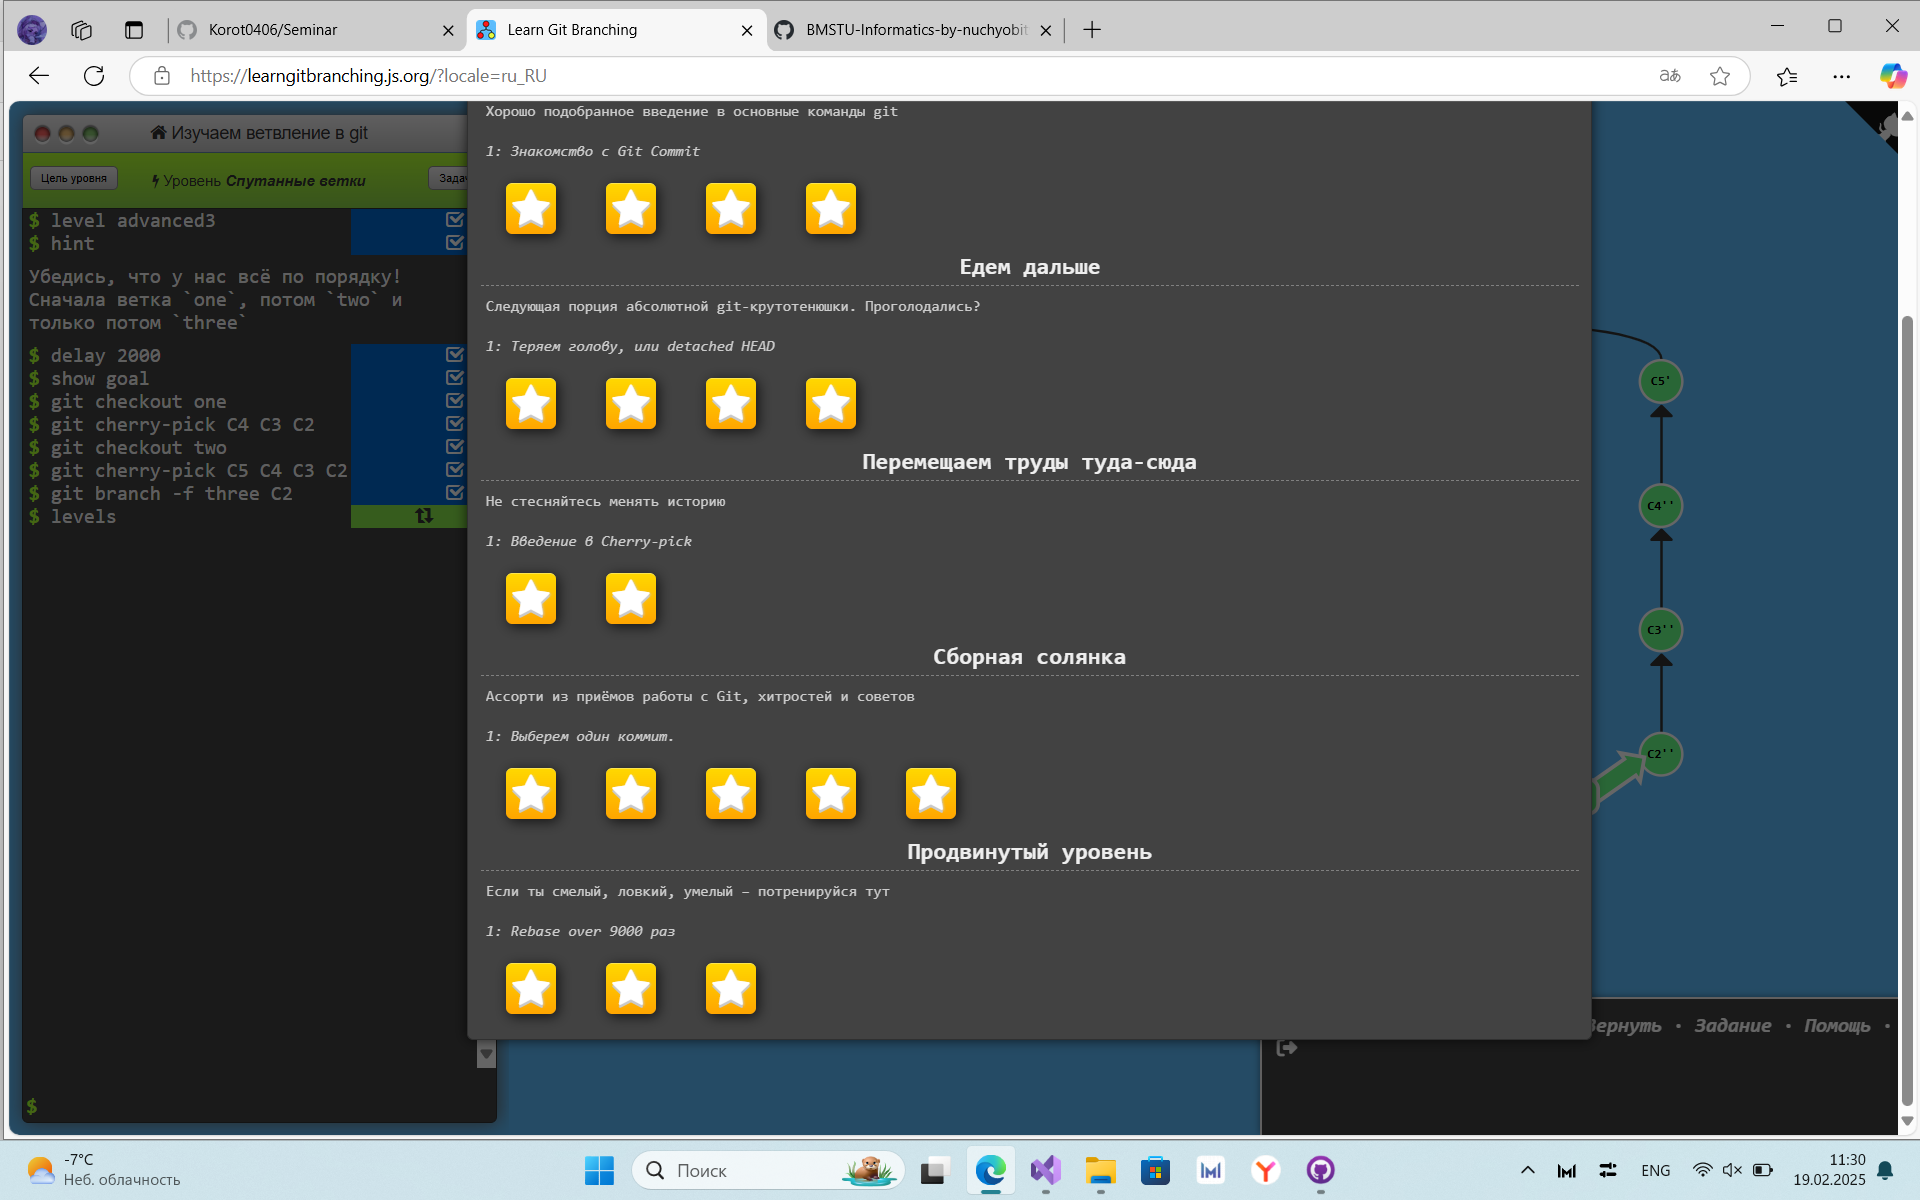 Korot0406/Seminar
Learn Git Branching
BMSTU-Informatics-by-nuchyobit
https://learngitbranching.js.org/?locale=ru_RU
Изучаем ветвление в git
Цель уровня
Уровень Спутанные ветки
$ level advanced3
$ hint
Убедись, что у нас всё по порядку!
Сначала ветка `one`, потом `two` и
только потом `three`
$ delay 2000
$ show goal
$ git checkout one
$ git cherry-pick C4 C3 C2
$ git checkout two
$ git cherry-pick C5 C4 C3 C2
$ git branch -f three C2
$ levels
$
Хорошо подобранное введение в основные команды git
1: Знакомство с Git Commit
Едем дальше
Следующая порция абсолютной git-крутотенюшки. Проголодались?
1: Теряем голову, или detached HEAD
Перемещаем труды туда-сюда
Не стесняйтесь менять историю
1: Введение в Cherry-pick
Сборная солянка
Ассорти из приёмов работы с Git, хитростей и советов
1: Выберем один коммит.
Продвинутый уровень
Если ты смелый, ловкий, умелый – потренируйся тут
1: Rebase over 9000 раз
C5'
C4''
C3''
C2''
Вернуть • Задание • Помощь •
-7°C
Неб. облачность
Поиск
ENG
11:30
19.02.2025